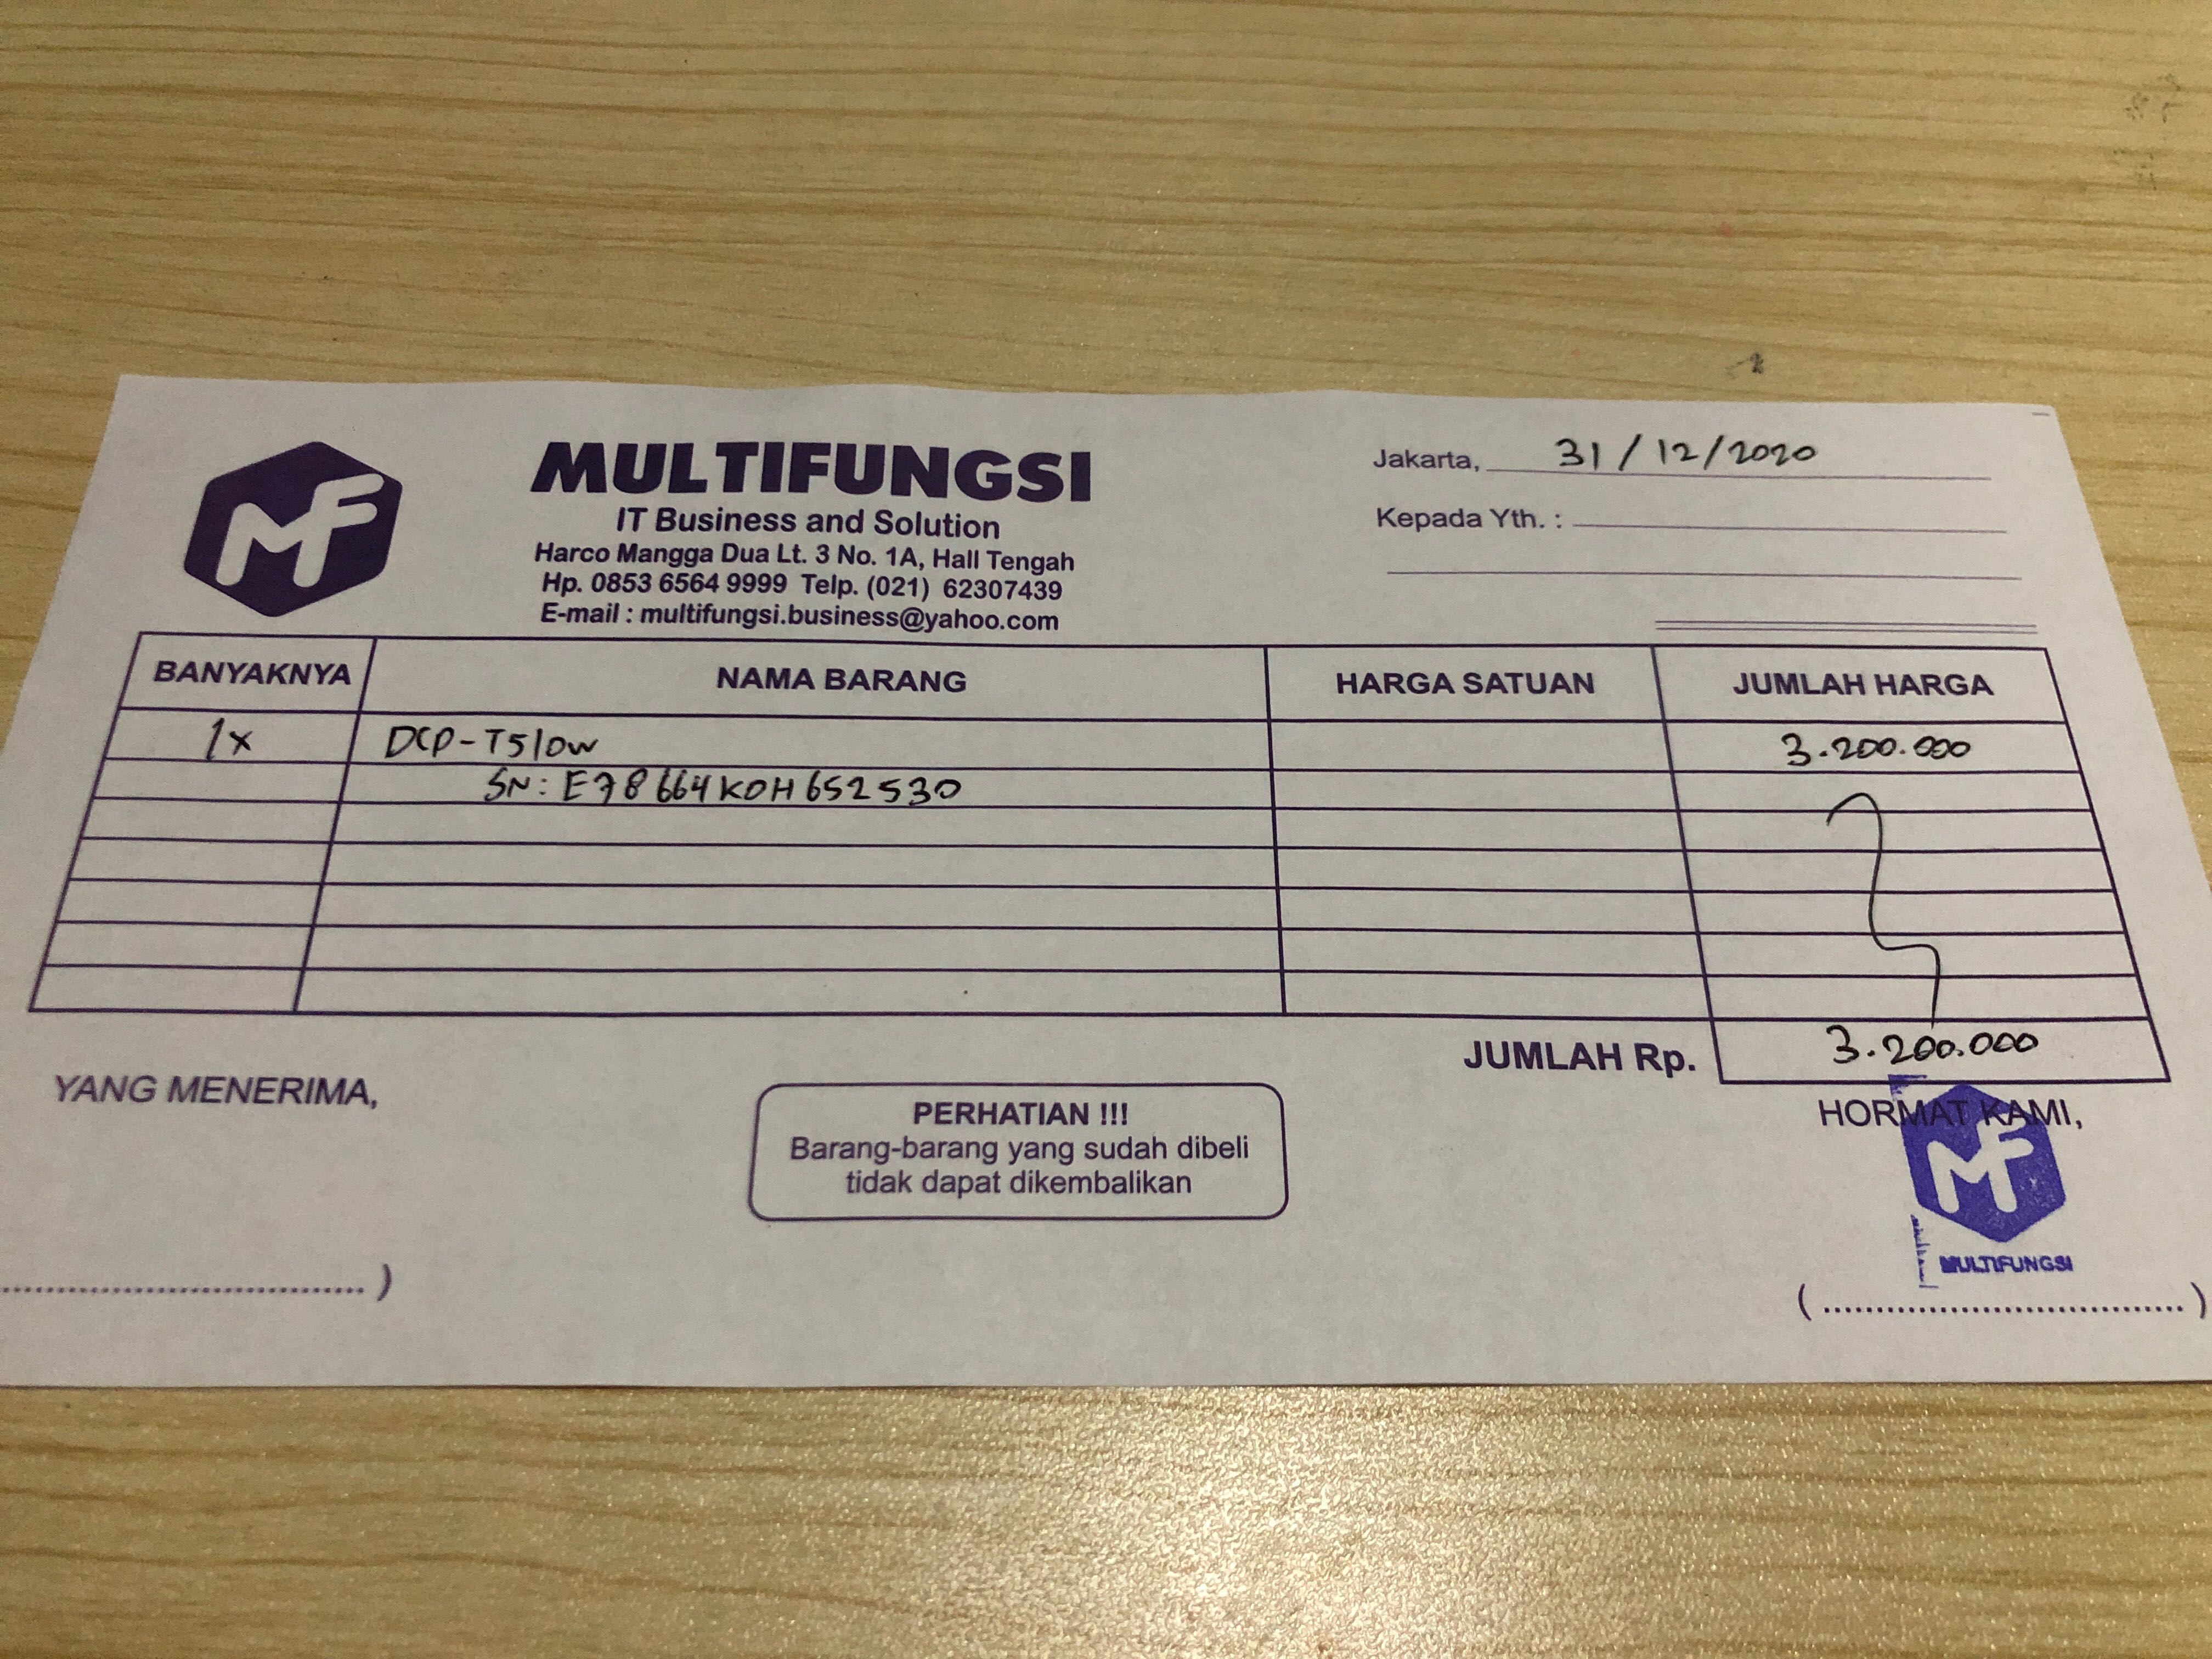 MF
MULTIFUNGSI
IT Business and Solution
Harco Mangga Dua Lt. 3 No. 1A, Hall Tengah
Hp. 0853 6564 9999 Telp. (021) 62307439
E-mail : multifungsi.business@yahoo.com
Jakarta, 31/12/2020
Kepada Yth. :
BANYAKNYA NAMA BARANG HARGA SATUAN JUMLAH HARGA
1x DCP-T510w 3.200.000
SN: E78664K0H652530
JUMLAH Rp. 3.200.000
YANG MENERIMA,
PERHATIAN !!!
Barang-barang yang sudah dibeli
tidak dapat dikembalikan
HORMAT KAMI,
MF
MULTIFUNGSI